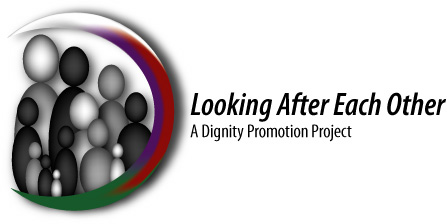 Looking After Each Other
A Dignity Promotion Project